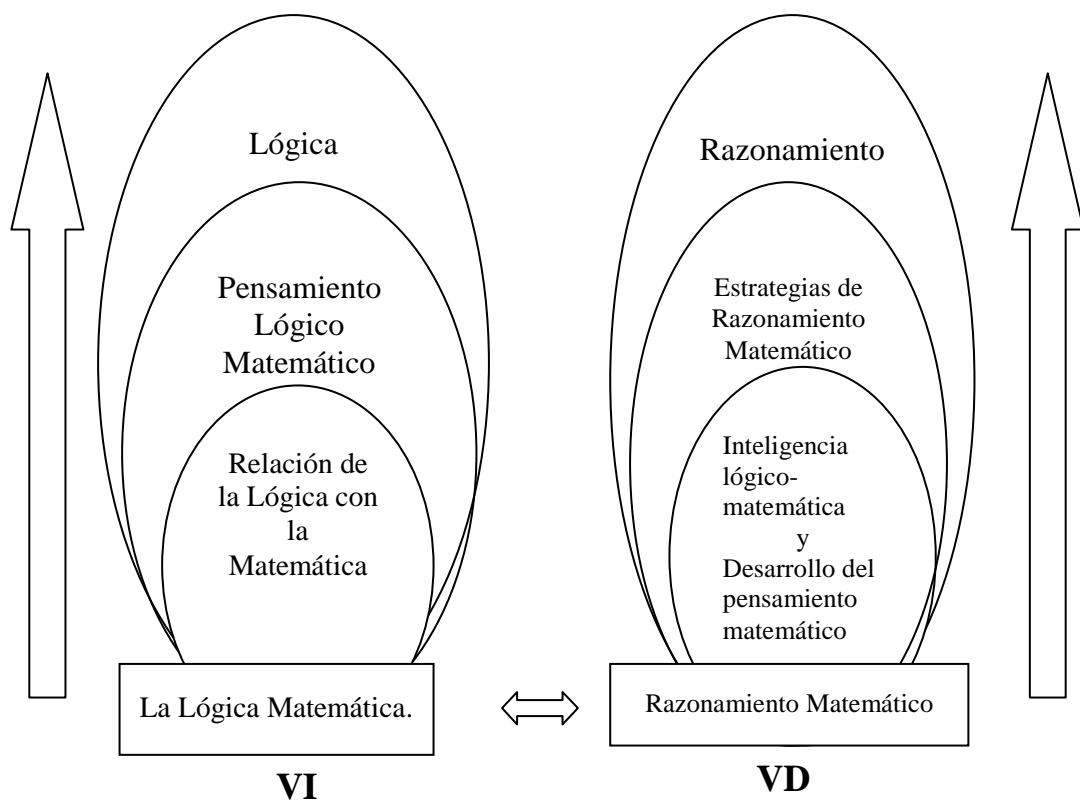 Lógica
Pensamiento
Lógico
Matemático
Relación de
la Lógica con
la
Matemática
La Lógica Matemática.
VI
Razonamiento
Estrategias de
Razonamiento
Matemático
Inteligencia
lógico-
matemática
y
Desarrollo del
pensamiento
matemático
Razonamiento Matemático
VD